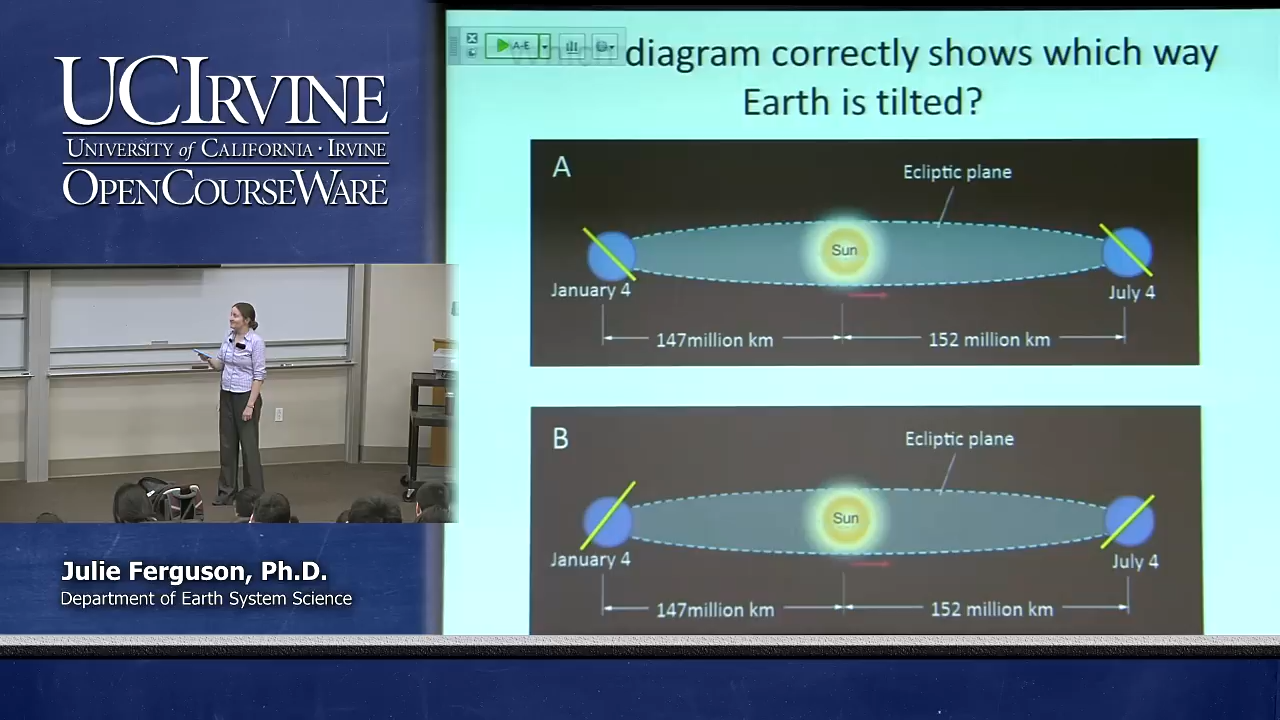 UCIRVINE
UNIVERSITY of CALIFORNIA · IRVINE
OPENCOURSEWARE
Julie Ferguson, Ph.D.
Department of Earth System Science
A-E
diagram correctly shows which way
Earth is tilted?
A
Ecliptic plane
Sun
January 4
July 4
147million km
152 million km
B
Ecliptic plane
Sun
January 4
July 4
147million km
152 million km